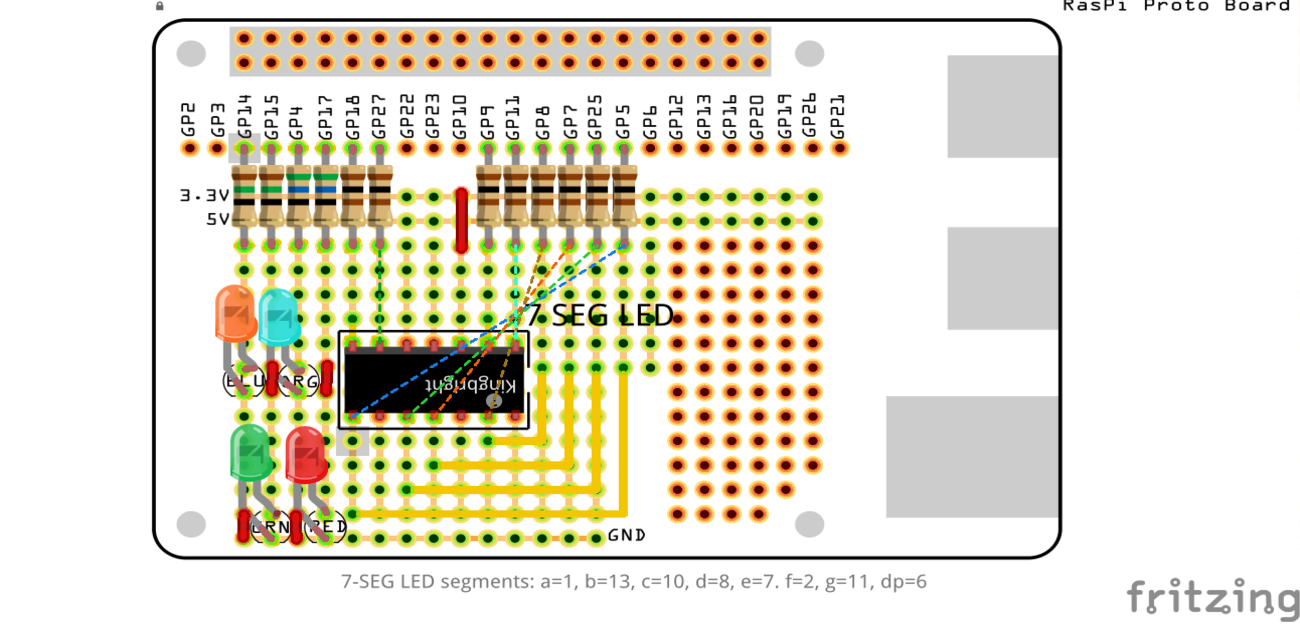 RasPi Proto Board
GP2 GP3 GP14 GP15 GP4 GP17 GP18 GP27 GP22 GP23 GP10 GP9 GP11 GP8 GP7 GP25 GP5 GP6 GP12 GP13 GP16 GP20 GP19 GP26 GP21
3.3V
5V
7 SEG LED
BLU ARG
Kingbright
GRN RED
GND
7-SEG LED segments: a=1, b=13, c=10, d=8, e=7. f=2, g=11, dp=6
fritzing